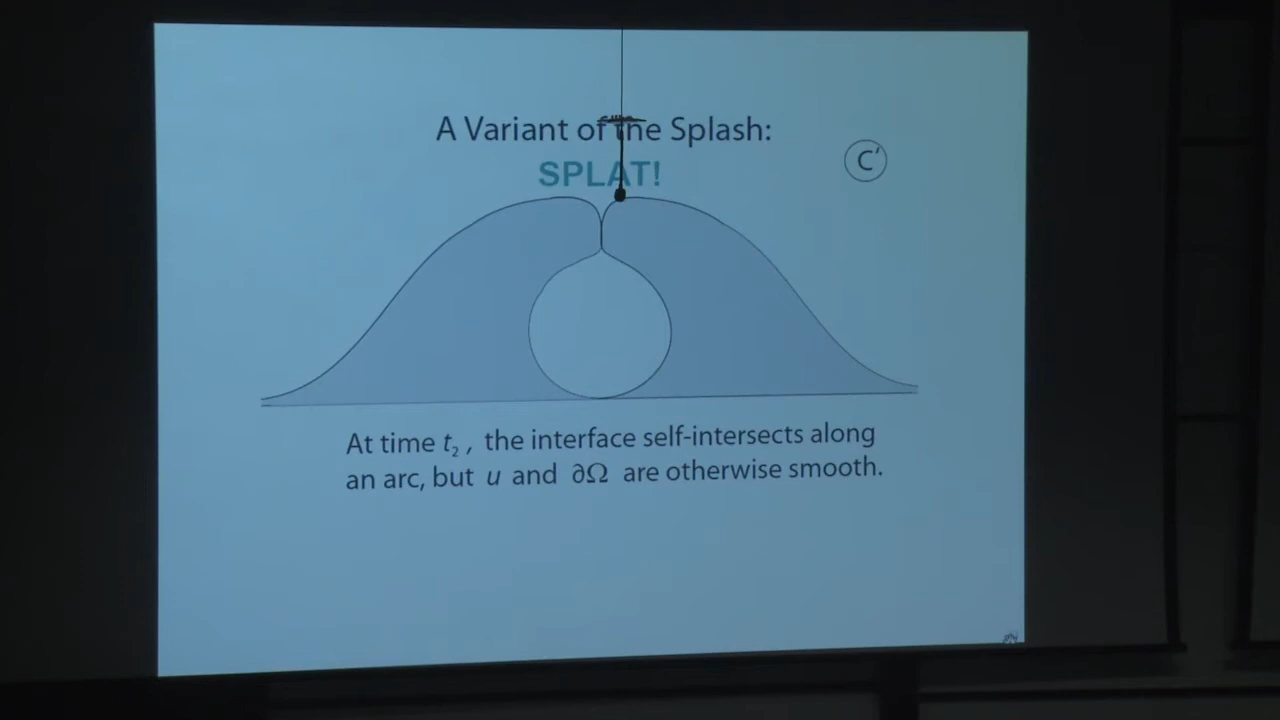 A Variant of the Splash:
SPLAT!
C′
At time t₂ , the interface self-intersects along
an arc, but u and ∂Ω are otherwise smooth.